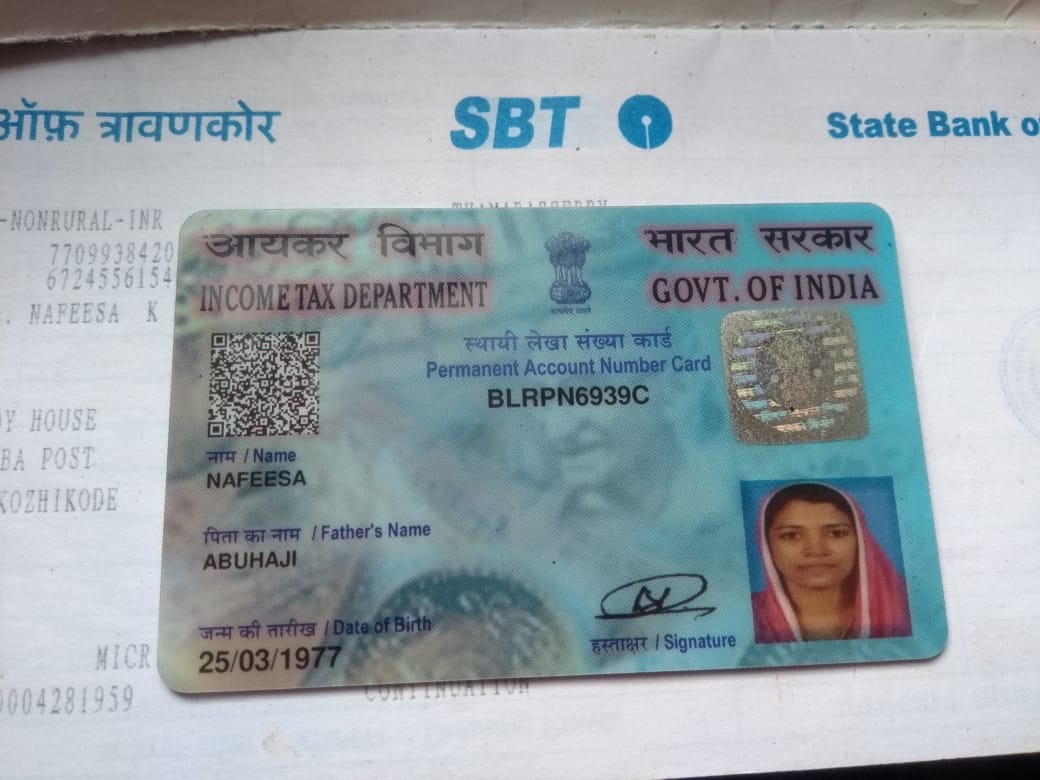 ऑफ़ त्रावणकोर SBT State Bank
-NONRURAL-INR
7709938420
6724556154
NAFEESA K
HOUSE
POST
KOZHIKODE
MICR
0004281959
CONTINUATION
आयकर विभाग भारत सरकार
INCOME TAX DEPARTMENT GOVT. OF INDIA
सत्यमेव जयते
स्थायी लेखा संख्या कार्ड
Permanent Account Number Card
BLRPN6939C
नाम / Name
NAFEESA
पिता का नाम / Father's Name
ABUHAJI
जन्म की तारीख / Date of Birth
25/03/1977
हस्ताक्षर / Signature